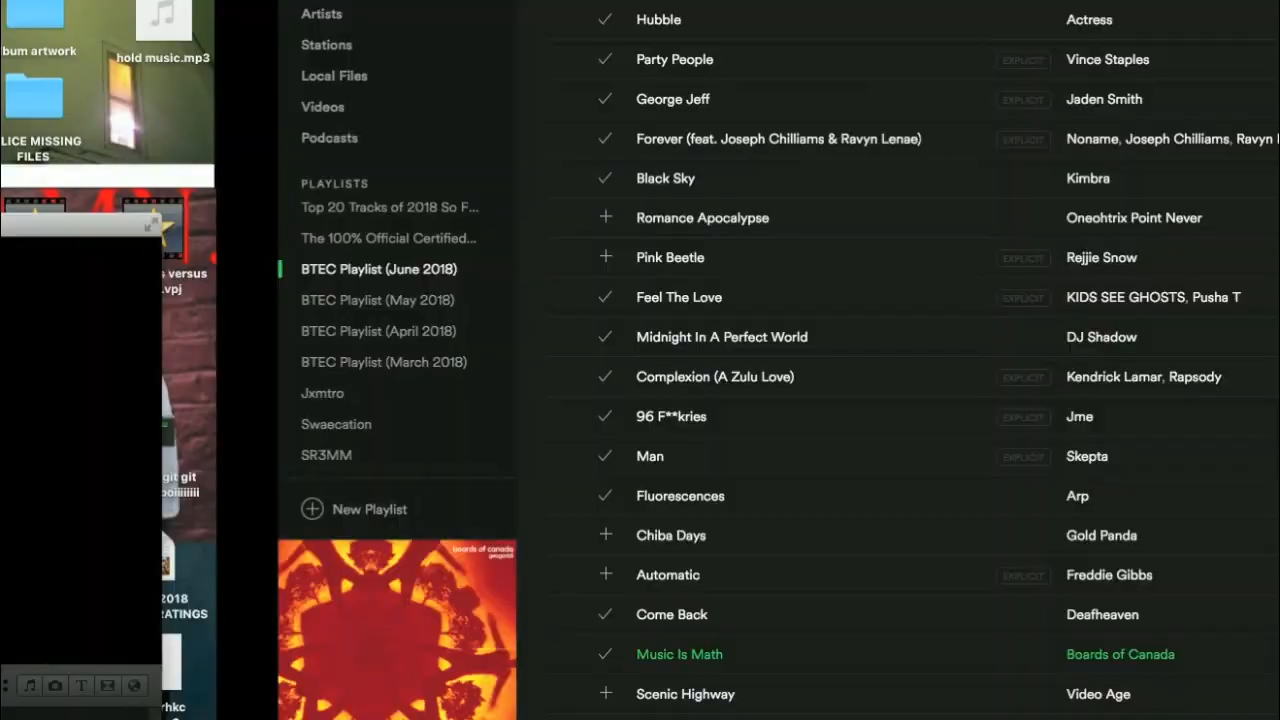 bum artwork
hold music.mp3
LICE MISSING
FILES
s versus
.vpj
git git
ooiiiiiiii
2018
RATINGS
rhkc
Artists
Stations
Local Files
Videos
Podcasts
PLAYLISTS
Top 20 Tracks of 2018 So F...
The 100% Official Certified...
BTEC Playlist (June 2018)
BTEC Playlist (May 2018)
BTEC Playlist (April 2018)
BTEC Playlist (March 2018)
Jxmtro
Swaecation
SR3MM
New Playlist
boards of canada
geogaddi
Hubble Actress
Party People EXPLICIT Vince Staples
George Jeff EXPLICIT Jaden Smith
Forever (feat. Joseph Chilliams & Ravyn Lenae) EXPLICIT Noname, Joseph Chilliams, Ravyn
Black Sky Kimbra
Romance Apocalypse Oneohtrix Point Never
Pink Beetle EXPLICIT Rejjie Snow
Feel The Love EXPLICIT KIDS SEE GHOSTS, Pusha T
Midnight In A Perfect World DJ Shadow
Complexion (A Zulu Love) EXPLICIT Kendrick Lamar, Rapsody
96 F**kries EXPLICIT Jme
Man EXPLICIT Skepta
Fluorescences Arp
Chiba Days Gold Panda
Automatic EXPLICIT Freddie Gibbs
Come Back Deafheaven
Music Is Math Boards of Canada
Scenic Highway Video Age